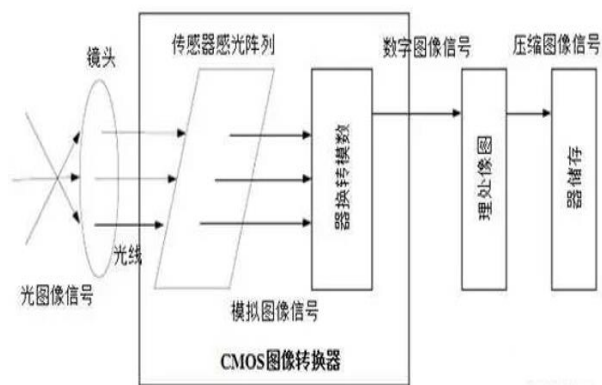 镜头
传感器感光阵列
数字图像信号
压缩图像信号
器换转模数
理处像图
器储存
光线
光图像信号
模拟图像信号
CMOS图像转换器